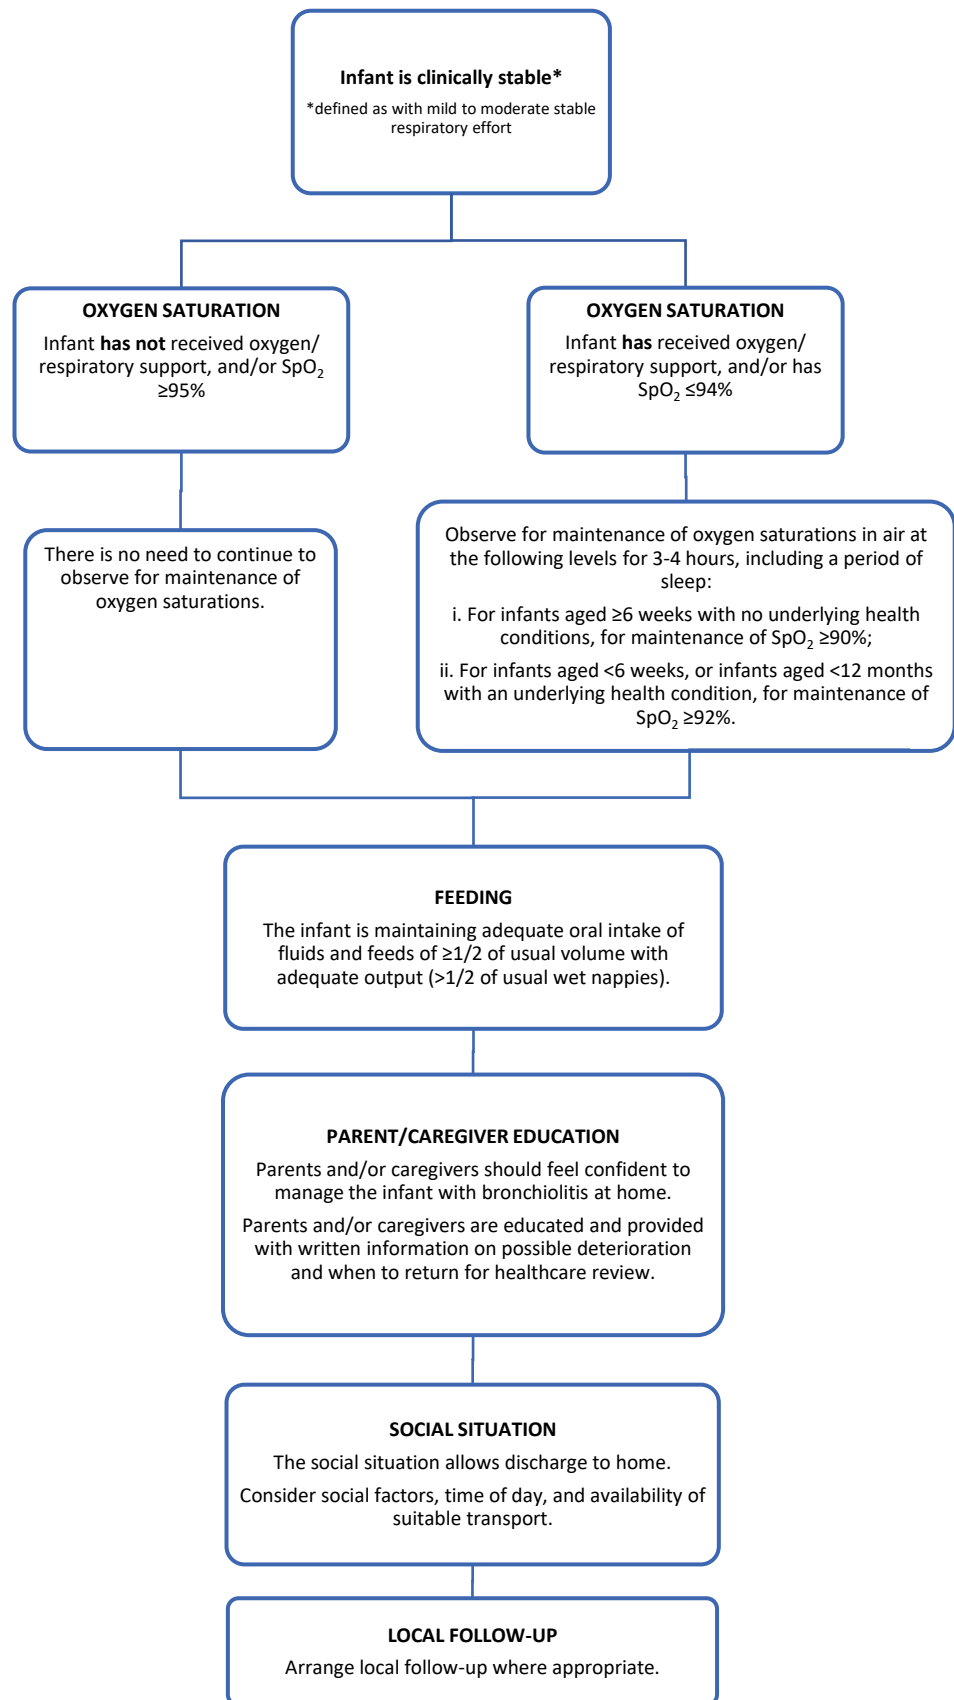 Infant is clinically stable*
*defined as with mild to moderate stable
respiratory effort
OXYGEN SATURATION
Infant has not received oxygen/
respiratory support, and/or SpO2
≥95%
OXYGEN SATURATION
Infant has received oxygen/
respiratory support, and/or has
SpO2 ≤94%
There is no need to continue to
observe for maintenance of
oxygen saturations.
Observe for maintenance of oxygen saturations in air at
the following levels for 3-4 hours, including a period of
sleep:
i. For infants aged ≥6 weeks with no underlying health
conditions, for maintenance of SpO2 ≥90%;
ii. For infants aged <6 weeks, or infants aged <12 months
with an underlying health condition, for maintenance of
SpO2 ≥92%.
FEEDING
The infant is maintaining adequate oral intake of
fluids and feeds of ≥1/2 of usual volume with
adequate output (>1/2 of usual wet nappies).
PARENT/CAREGIVER EDUCATION
Parents and/or caregivers should feel confident to
manage the infant with bronchiolitis at home.
Parents and/or caregivers are educated and provided
with written information on possible deterioration
and when to return for healthcare review.
SOCIAL SITUATION
The social situation allows discharge to home.
Consider social factors, time of day, and availability of
suitable transport.
LOCAL FOLLOW-UP
Arrange local follow-up where appropriate.